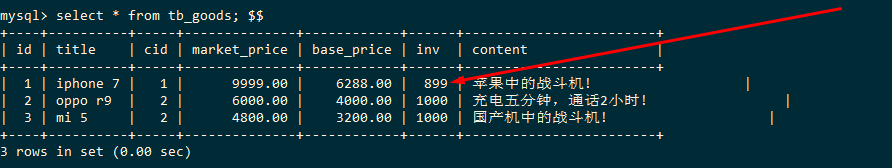 mysql> select * from tb_goods; $$
+----+----------+-----+--------------+------------+------+-----------------------+
| id | title    | cid | market_price | base_price | inv  | content               |
+----+----------+-----+--------------+------------+------+-----------------------+
|  1 | iphone 7 |   1 |      9999.00 |    6288.00 |  899 | 苹果中的战斗机！ |
|  2 | oppo r9  |   2 |      6000.00 |    4000.00 | 1000 | 充电五分钟，通话2小时！ |
|  3 | mi 5     |   2 |      4800.00 |    3200.00 | 1000 | 国产机中的战斗机！ |
+----+----------+-----+--------------+------------+------+-----------------------+
3 rows in set (0.00 sec)